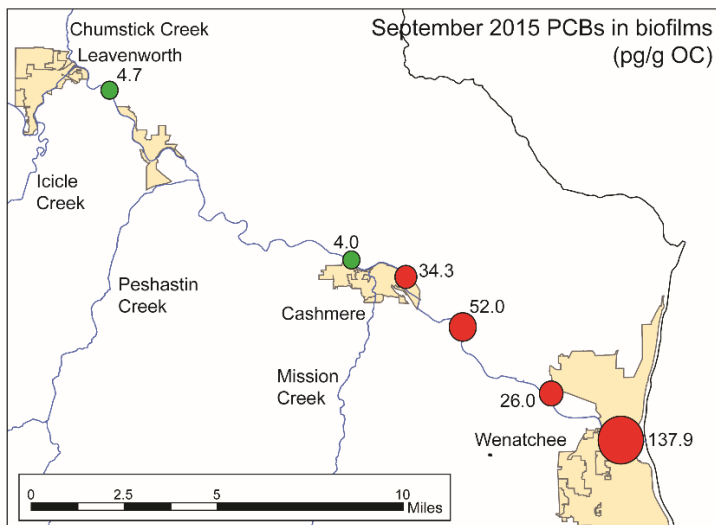 September 2015 PCBs in biofilms
(pg/g OC)
Chumstick Creek
Leavenworth
4.7
Icicle
Creek
Peshastin
Creek
4.0
34.3
Cashmere
52.0
Mission
Creek
26.0
Wenatchee
137.9
0 2.5 5 10
Miles